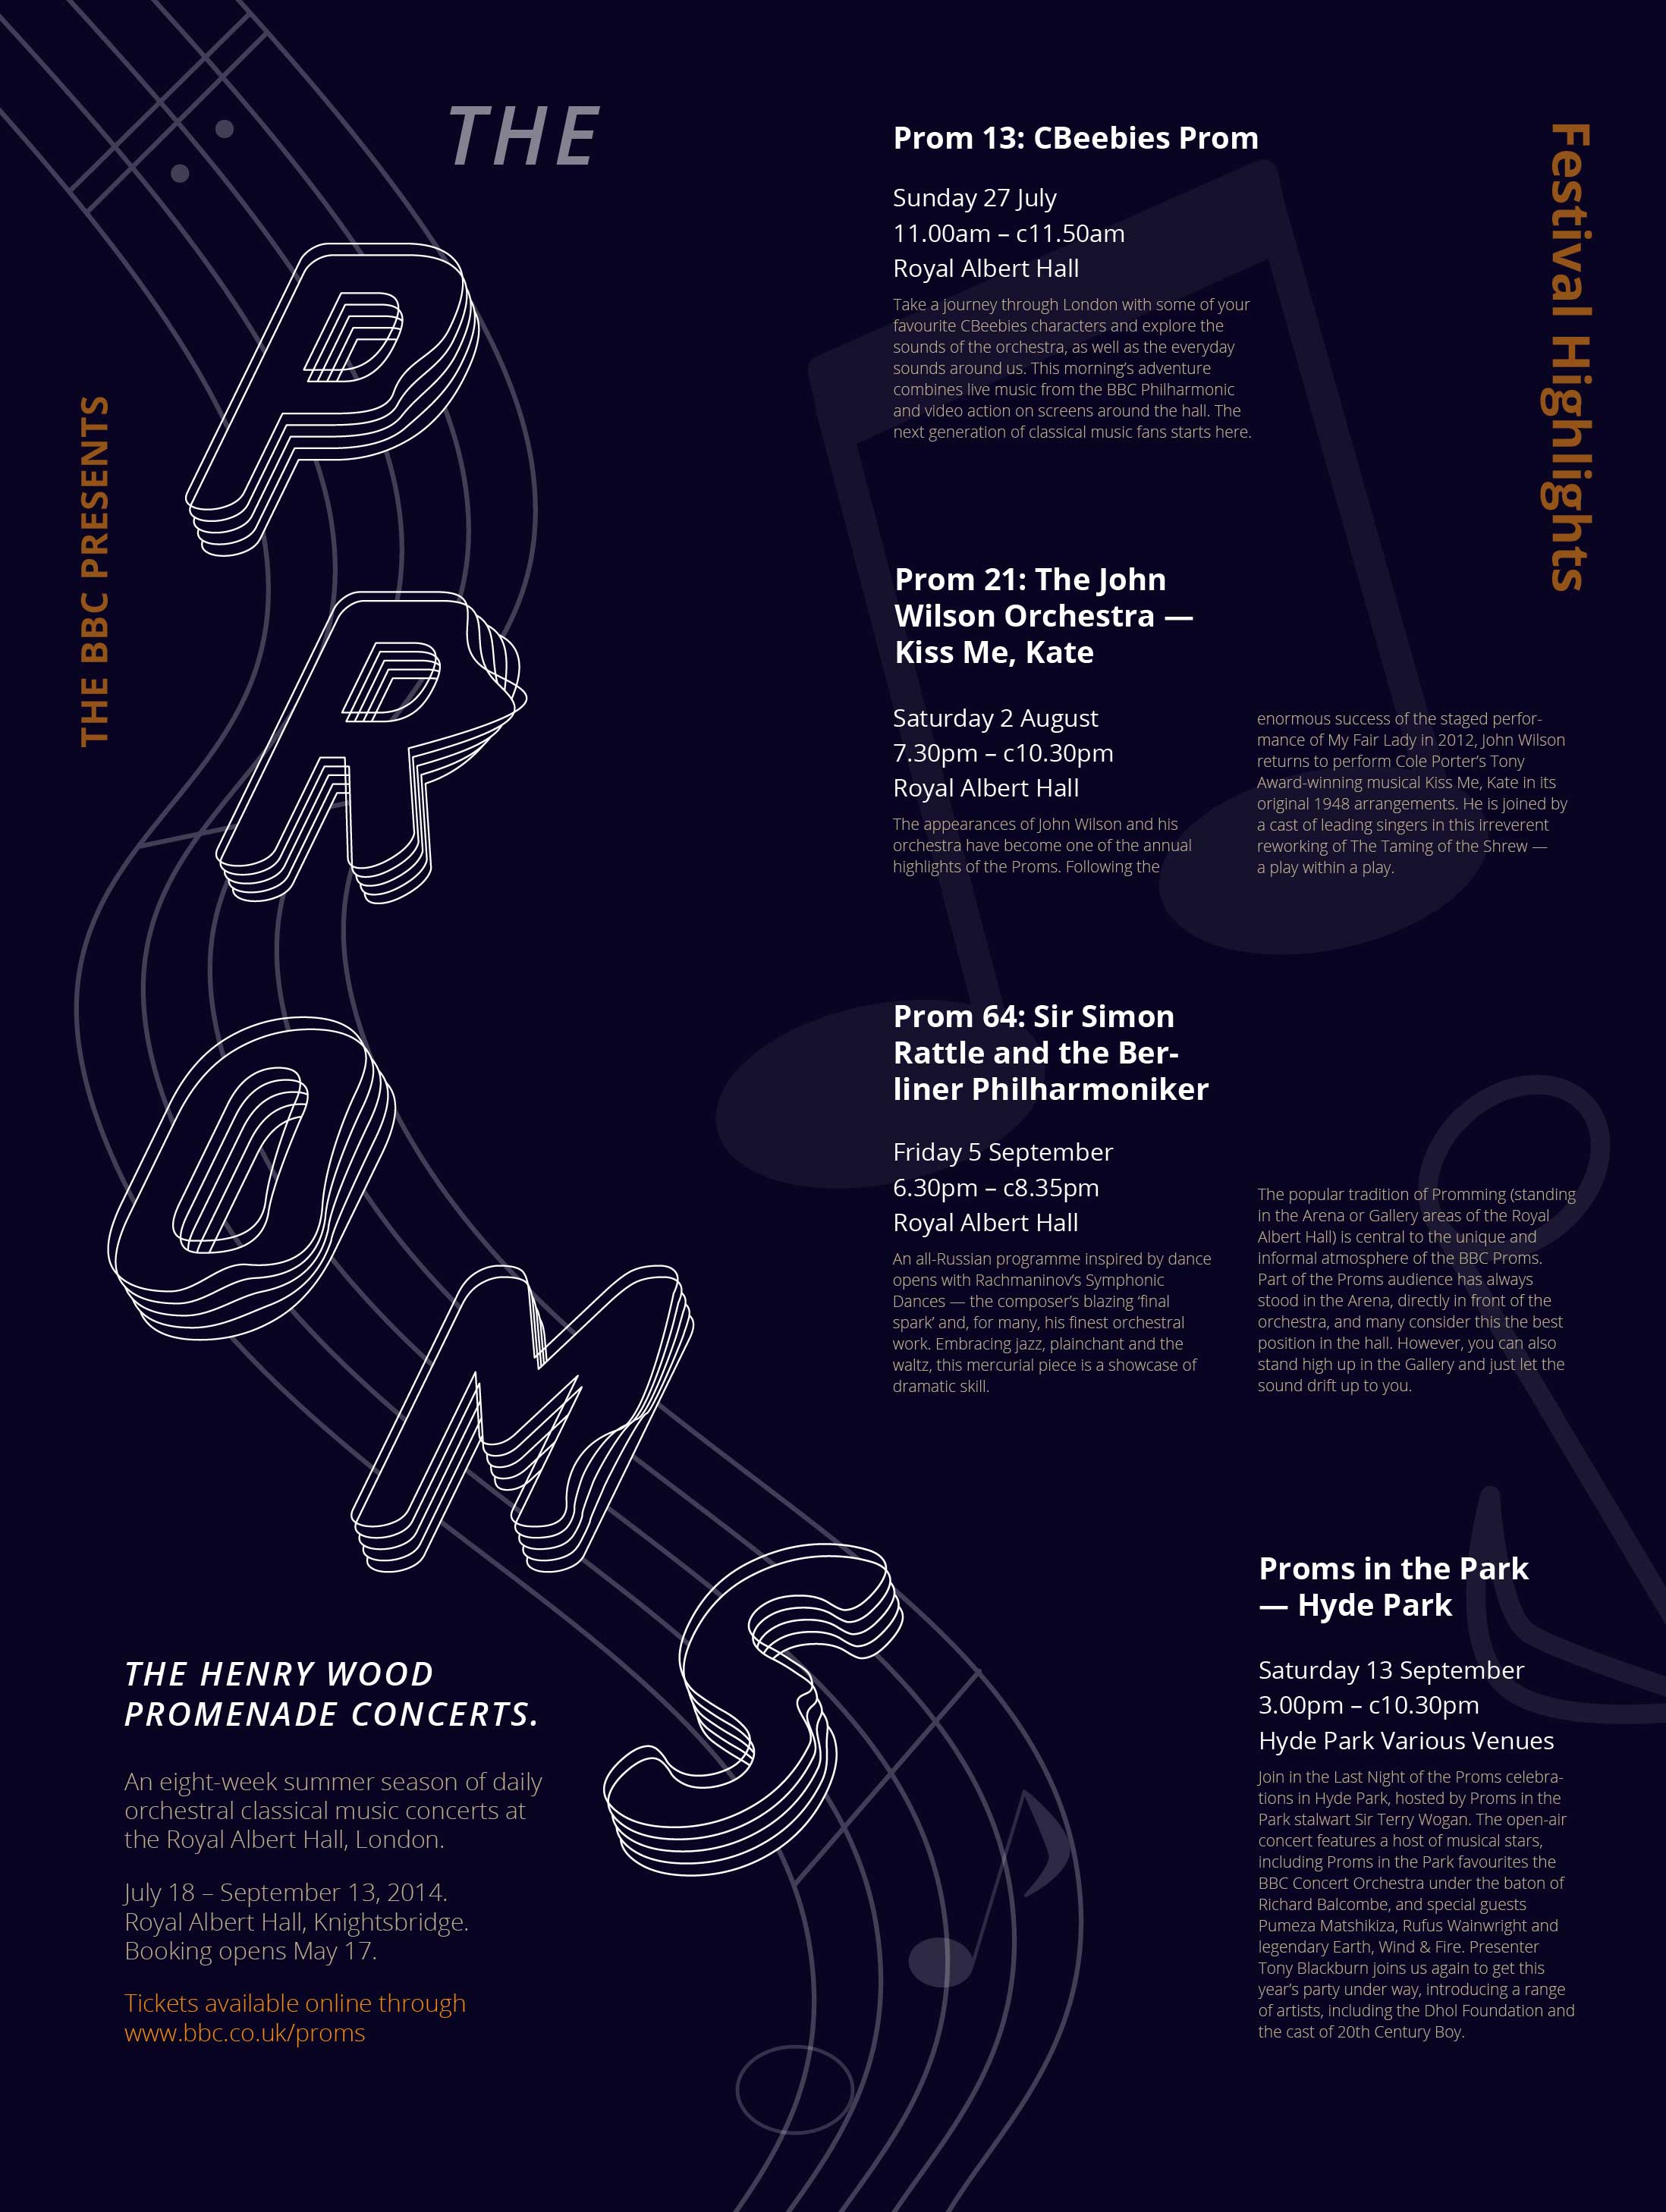 THE
PROMS
THE BBC PRESENTS
THE HENRY WOOD
PROMENADE CONCERTS.
An eight-week summer season of daily
orchestral classical music concerts at
the Royal Albert Hall, London.
July 18 – September 13, 2014.
Royal Albert Hall, Knightsbridge.
Booking opens May 17.
Tickets available online through
www.bbc.co.uk/proms
Festival Highlights
Prom 13: CBeebies Prom
Sunday 27 July
11.00am – c11.50am
Royal Albert Hall
Take a journey through London with some of your
favourite CBeebies characters and explore the
sounds of the orchestra, as well as the everyday
sounds around us. This morning’s adventure
combines live music from the BBC Philharmonic
and video action on screens around the hall. The
next generation of classical music fans starts here.
Prom 21: The John
Wilson Orchestra —
Kiss Me, Kate
Saturday 2 August
7.30pm – c10.30pm
Royal Albert Hall
The appearances of John Wilson and his
orchestra have become one of the annual
highlights of the Proms. Following the
enormous success of the staged perfor-
mance of My Fair Lady in 2012, John Wilson
returns to perform Cole Porter’s Tony
Award-winning musical Kiss Me, Kate in its
original 1948 arrangements. He is joined by
a cast of leading singers in this irreverent
reworking of The Taming of the Shrew —
a play within a play.
Prom 64: Sir Simon
Rattle and the Ber-
liner Philharmoniker
Friday 5 September
6.30pm – c8.35pm
Royal Albert Hall
An all-Russian programme inspired by dance
opens with Rachmaninov’s Symphonic
Dances — the composer’s blazing ‘final
spark’ and, for many, his finest orchestral
work. Embracing jazz, plainchant and the
waltz, this mercurial piece is a showcase of
dramatic skill.
The popular tradition of Promming (standing
in the Arena or Gallery areas of the Royal
Albert Hall) is central to the unique and
informal atmosphere of the BBC Proms.
Part of the Proms audience has always
stood in the Arena, directly in front of the
orchestra, and many consider this the best
position in the hall. However, you can also
stand high up in the Gallery and just let the
sound drift up to you.
Proms in the Park
— Hyde Park
Saturday 13 September
3.00pm – c10.30pm
Hyde Park Various Venues
Join in the Last Night of the Proms celebra-
tions in Hyde Park, hosted by Proms in the
Park stalwart Sir Terry Wogan. The open-air
concert features a host of musical stars,
including Proms in the Park favourites the
BBC Concert Orchestra under the baton of
Richard Balcombe, and special guests
Pumeza Matshikiza, Rufus Wainwright and
legendary Earth, Wind & Fire. Presenter
Tony Blackburn joins us again to get this
year’s party under way, introducing a range
of artists, including the Dhol Foundation and
the cast of 20th Century Boy.